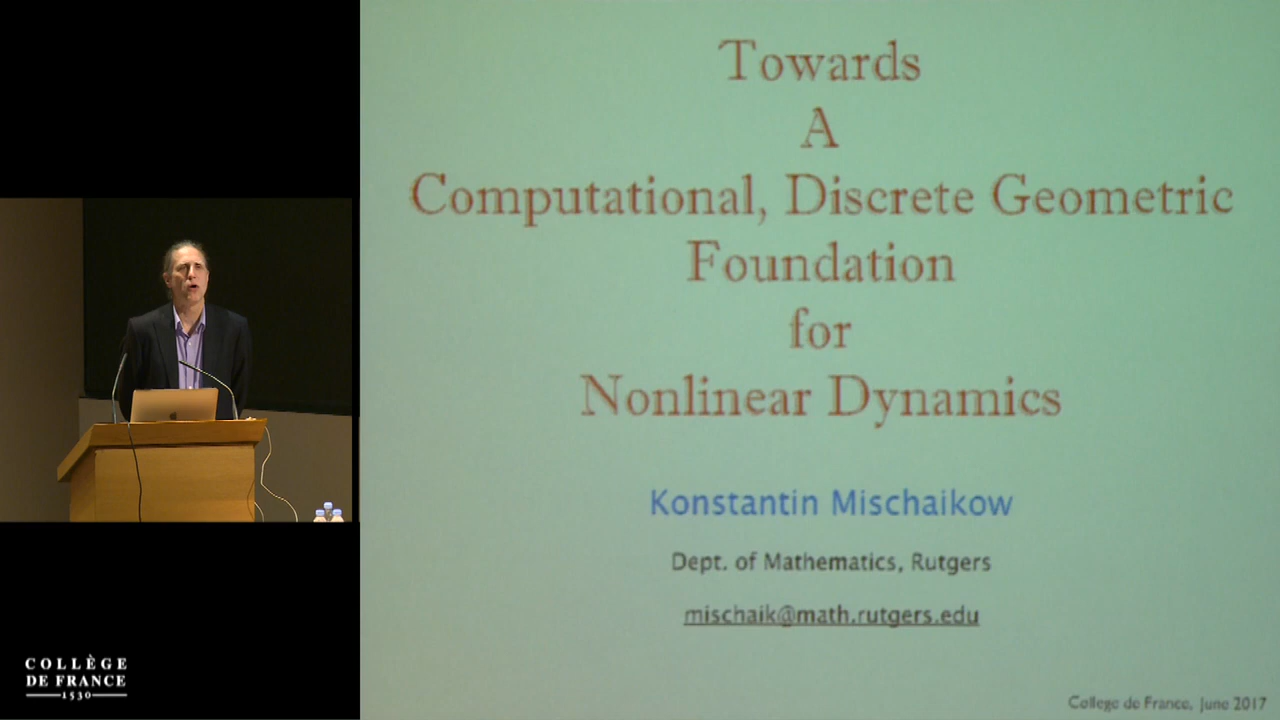 Towards
A
Computational, Discrete Geometric
Foundation
for
Nonlinear Dynamics
Konstantin Mischaikow
Dept. of Mathematics, Rutgers
mischaik@math.rutgers.edu
College de France, June 2017
COLLÈGE
DE FRANCE
1530